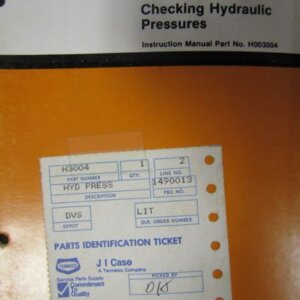 Checking Hydraulic
Pressures
Instruction Manual Part No. H003004
H3004 1 2
PART NUMBER QTY. LINE NO.
HYD PRESS 1490013
DESCRIPTION P&D NO.
DVS LIT
DEPOT DLR. ORDER NUMBER
PARTS IDENTIFICATION TICKET
TENNECO
J I Case
A Tenneco Company
Service Parts Supply
Commitment
To
Quality
PICKED BY